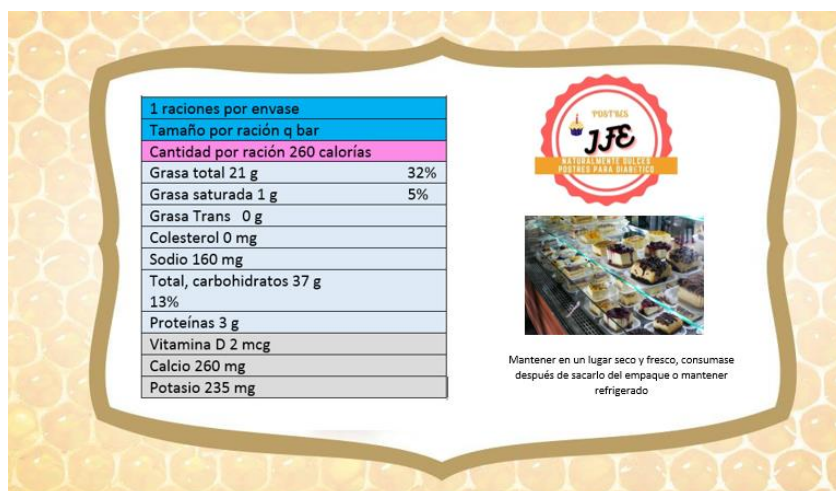 1 raciones por envase
Tamaño por ración q bar
Cantidad por ración 260 calorías
Grasa total 21 g 32%
Grasa saturada 1 g 5%
Grasa Trans 0 g
Colesterol 0 mg
Sodio 160 mg
Total, carbohidratos 37 g
13%
Proteínas 3 g
Vitamina D 2 mcg
Calcio 260 mg
Potasio 235 mg
POSTRES
JFE
NATURALMENTE DULCES
POSTRES PARA DIABÉTICO
Mantener en un lugar seco y fresco, consumase
después de sacarlo del empaque o mantener
refrigerado